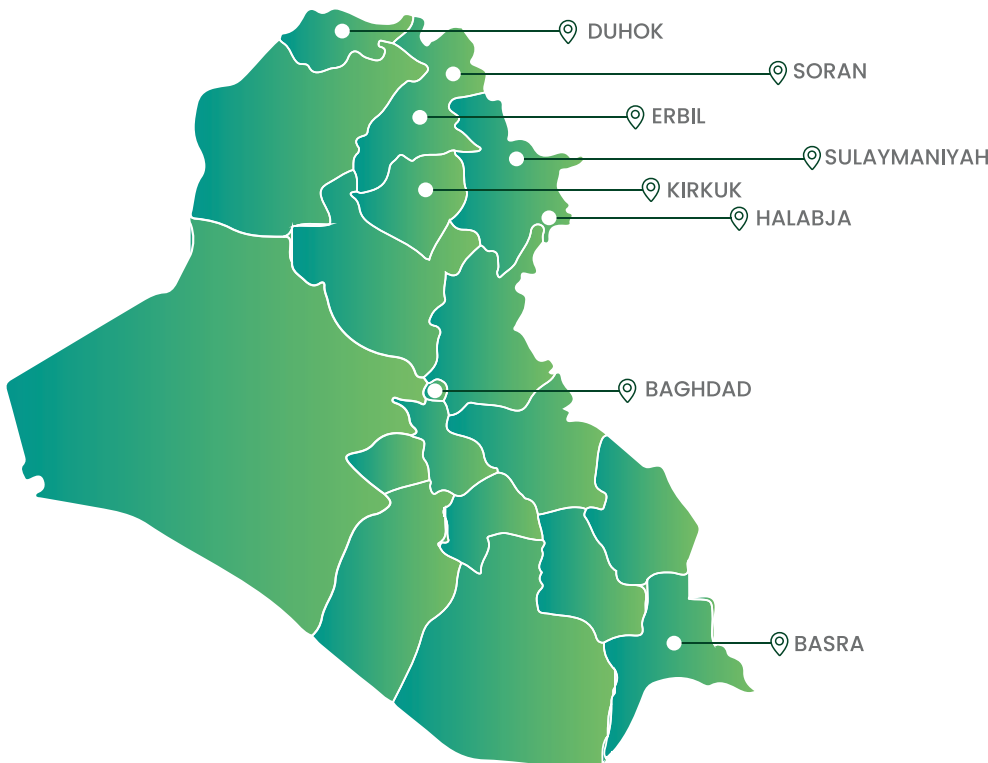 DUHOK
SORAN
ERBIL
SULAYMANIYAH
KIRKUK
HALABJA
BAGHDAD
BASRA